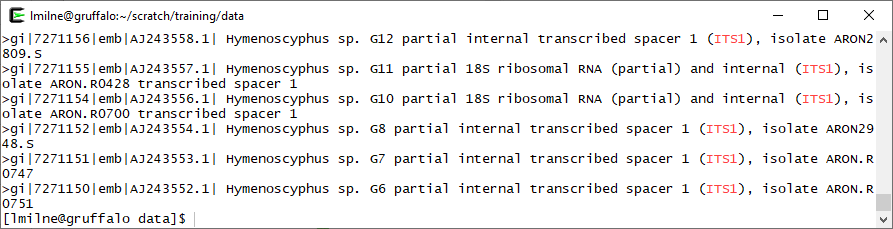 lmilne@gruffalo:~/scratch/training/data
>gi|7271156|emb|AJ243558.1| Hymenoscyphus sp. G12 partial internal transcribed spacer 1 (ITS1), isolate ARON2
809.S
>gi|7271155|emb|AJ243557.1| Hymenoscyphus sp. G11 partial 18S ribosomal RNA (partial) and internal (ITS1), is
olate ARON.R0428 transcribed spacer 1
>gi|7271154|emb|AJ243556.1| Hymenoscyphus sp. G10 partial 18S ribosomal RNA (partial) and internal (ITS1), is
olate ARON.R0700 transcribed spacer 1
>gi|7271152|emb|AJ243554.1| Hymenoscyphus sp. G8 partial internal transcribed spacer 1 (ITS1), isolate ARON29
48.S
>gi|7271151|emb|AJ243553.1| Hymenoscyphus sp. G7 partial internal transcribed spacer 1 (ITS1), isolate ARON.R
0747
>gi|7271150|emb|AJ243552.1| Hymenoscyphus sp. G6 partial internal transcribed spacer 1 (ITS1), isolate ARON.R
0751
[lmilne@gruffalo data]$